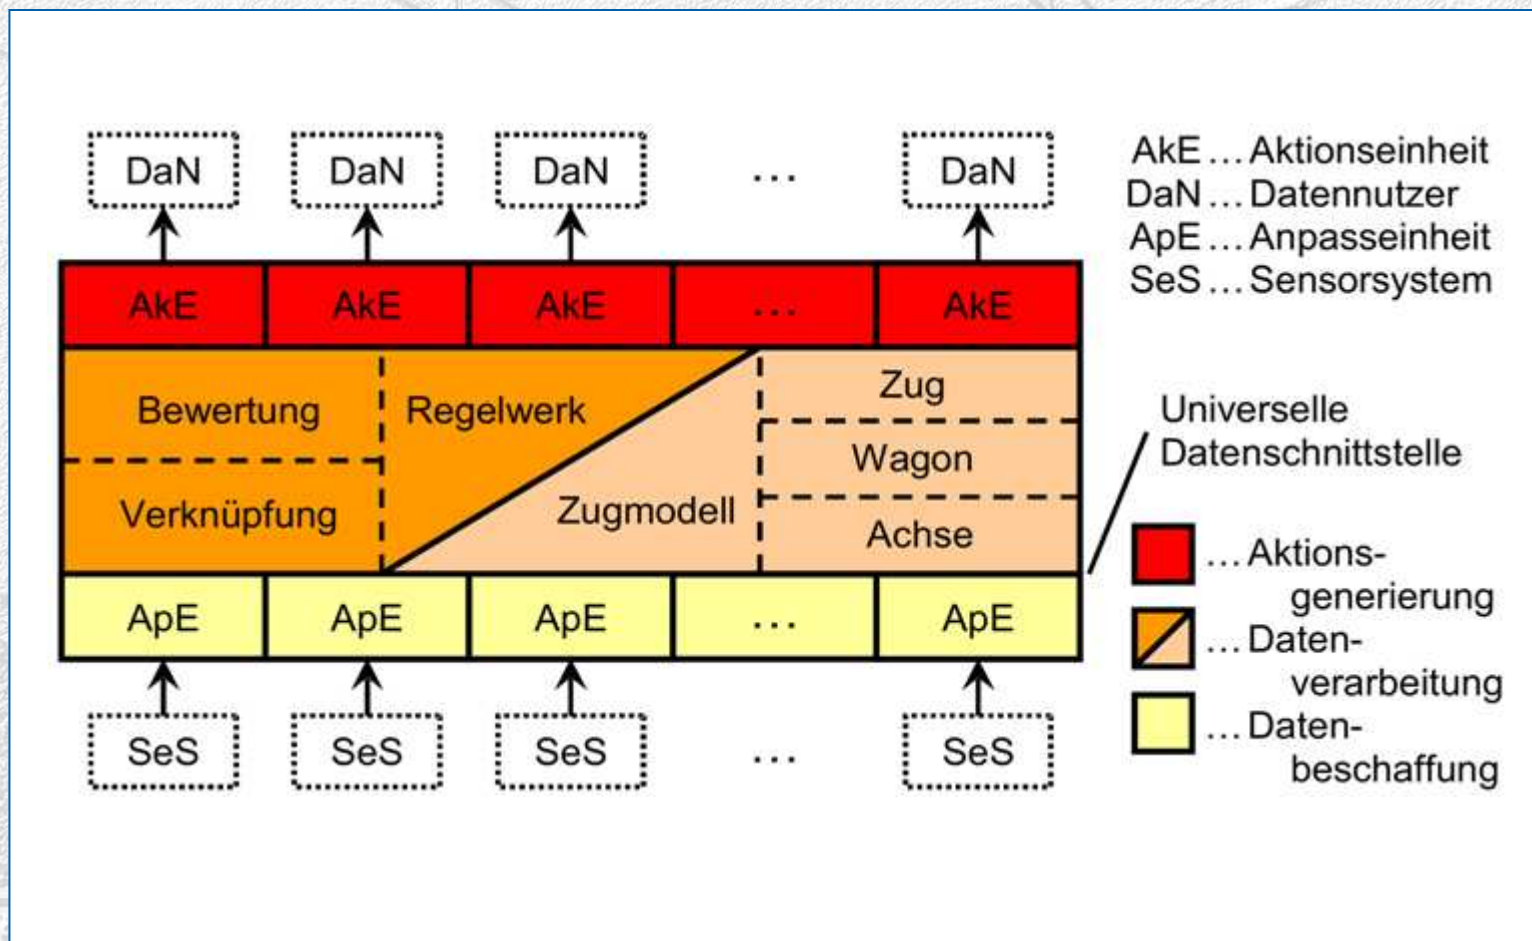 DaN DaN DaN ... DaN
AkE ... Aktionseinheit
DaN ... Datennutzer
ApE ... Anpasseinheit
SeS ... Sensorsystem
AkE AkE AkE ... AkE
Bewertung
Verknüpfung
Regelwerk
Zugmodell
Zug
Wagon
Achse
Universelle
Datenschnittstelle
ApE ApE ApE ... ApE
SeS SeS SeS ... SeS
... Aktions-
generierung
... Daten-
verarbeitung
... Daten-
beschaffung